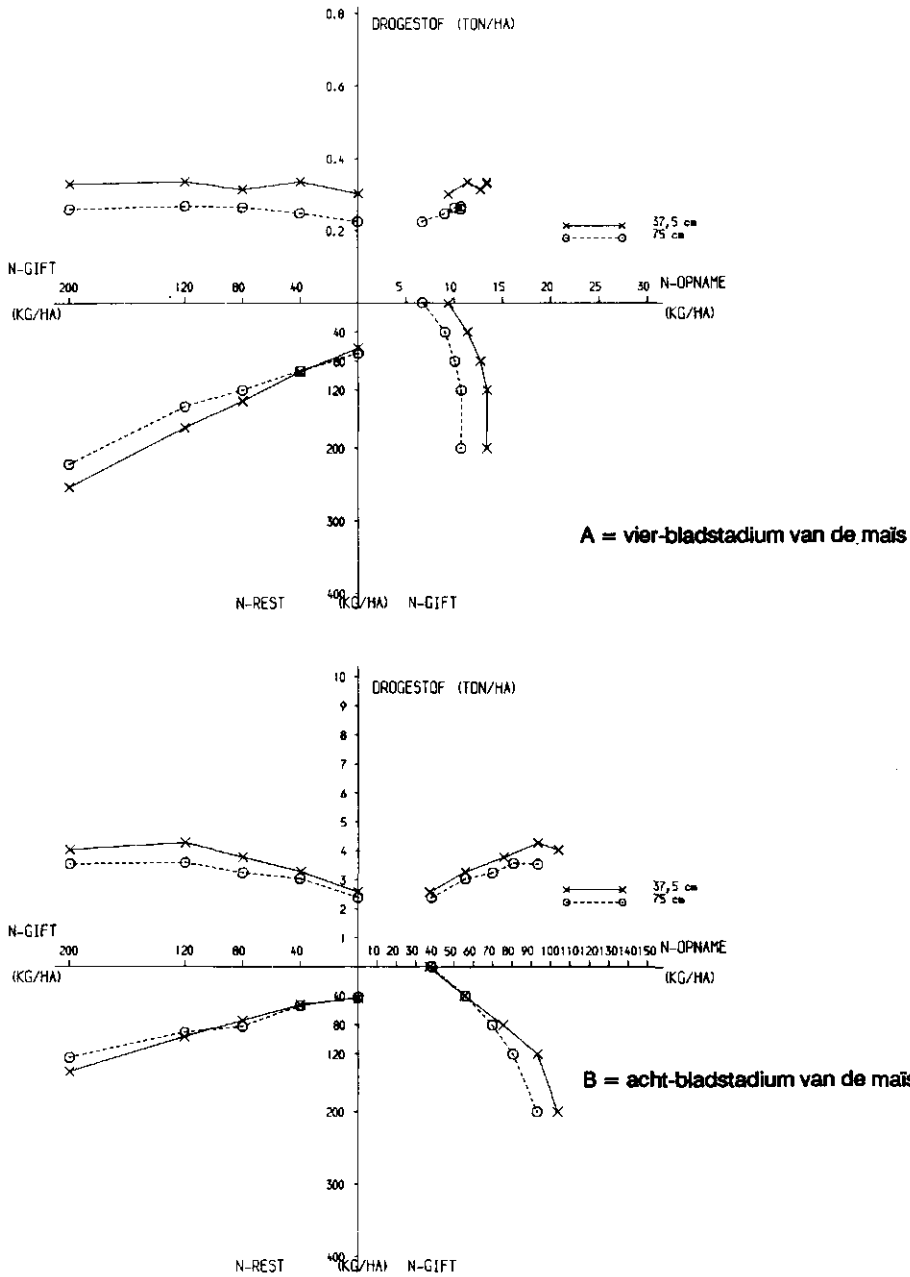 0.8
DROGESTOF (TON/HA)
0.6
0.4
37,5 cm
0.2
75 cm
N-GIFT
N-OPNAME
200 120 80 40 5 10 15 20 25 30
(KG/HA)
(KG/HA)
40
80
120
200
300
A = vier-bladstadium van de maïs
400
N-REST (KG/HA) N-GIFT
10
DROGESTOF (TON/HA)
9
8
7
6
5
4
3
37,5 cm
75 cm
2
N-GIFT
1
N-OPNAME
200 120 80 40 10 20 30 40 50 60 70 80 90 100 110 120 130 140 150
(KG/HA)
(KG/HA)
40
80
120
B = acht-bladstadium van de maïs
200
300
400
N-REST (KG/HA) N-GIFT